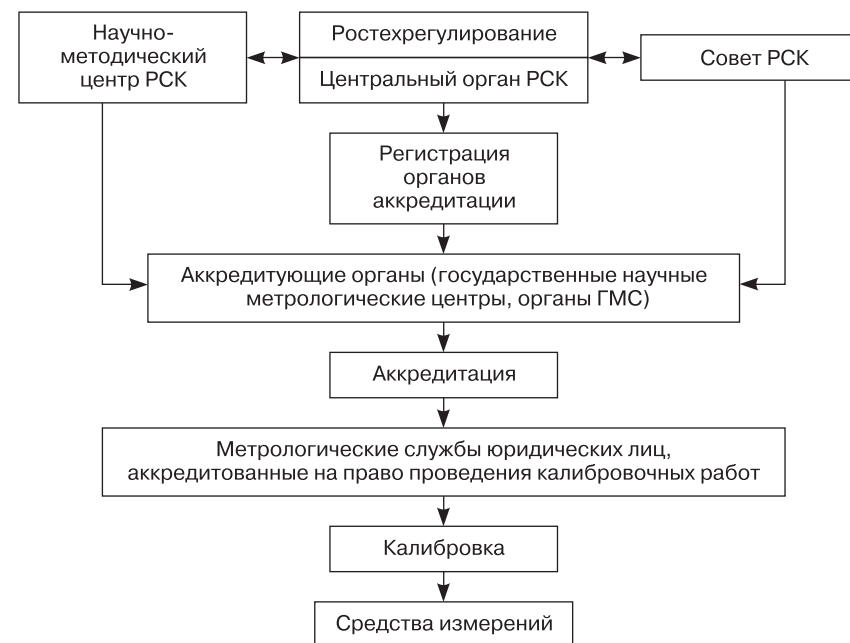 Научно-
методический
центр РСК
Ростехрегулирование
Центральный орган РСК
Совет РСК
Регистрация
органов
аккредитации
Аккредитующие органы (государственные научные
метрологические центры, органы ГМС)
Аккредитация
Метрологические службы юридических лиц,
аккредитованные на право проведения калибровочных работ
Калибровка
Средства измерений